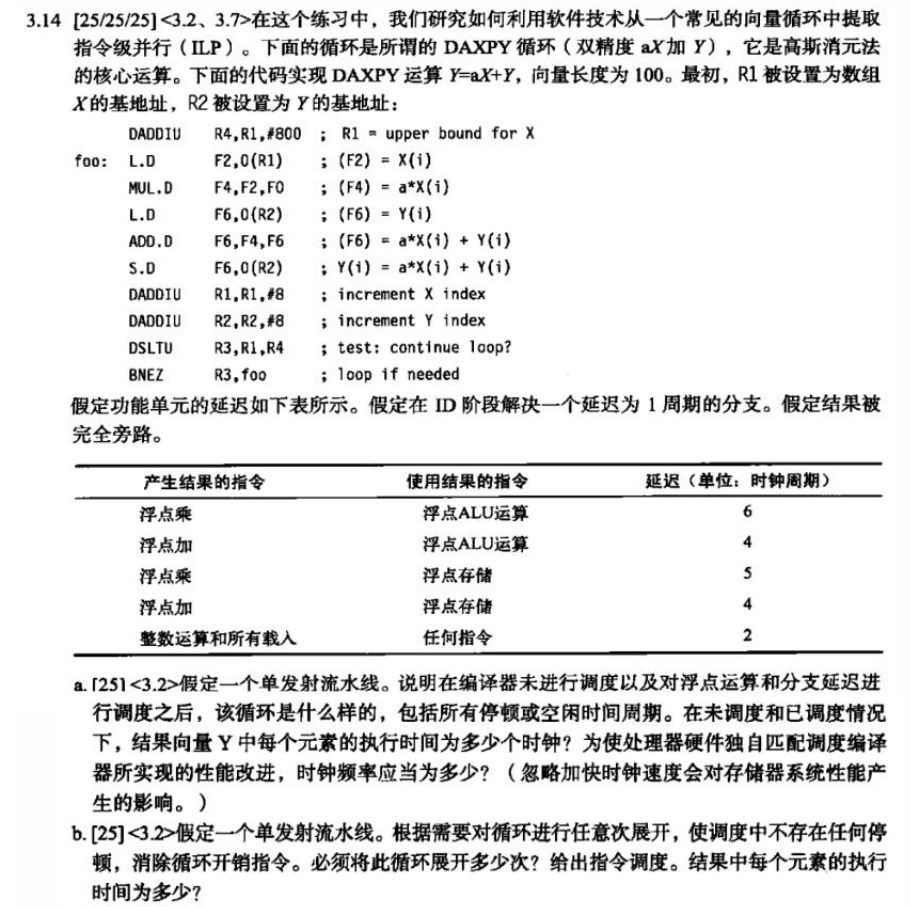 3.14 [25/25/25]<3.2、3.7>在这个练习中，我们研究如何利用软件技术从一个常见的向量循环中提取
指令级并行（ILP）。下面的循环是所谓的 DAXPY 循环（双精度 aX 加 Y），它是高斯消元法
的核心运算。下面的代码实现 DAXPY 运算 Y=aX+Y，向量长度为 100。最初，R1 被设置为数组
X的基地址，R2 被设置为 Y 的基地址：
DADDIU R4,R1,#800 ; R1 = upper bound for X
foo: L.D F2,0(R1) ; (F2) = X(i)
MUL.D F4,F2,F0 ; (F4) = a*X(i)
L.D F6,0(R2) ; (F6) = Y(i)
ADD.D F6,F4,F6 ; (F6) = a*X(i) + Y(i)
S.D F6,0(R2) ; Y(i) = a*X(i) + Y(i)
DADDIU R1,R1,#8 ; increment X index
DADDIU R2,R2,#8 ; increment Y index
DSLTU R3,R1,R4 ; test: continue loop?
BNEZ R3,foo ; loop if needed
假定功能单元的延迟如下表所示。假定在 ID 阶段解决一个延迟为 1 周期的分支。假定结果被
完全旁路。
产生结果的指令 使用结果的指令 延迟（单位：时钟周期）
浮点乘 浮点ALU运算 6
浮点加 浮点ALU运算 4
浮点乘 浮点存储 5
浮点加 浮点存储 4
整数运算和所有载入 任何指令 2
a. [25]<3.2>假定一个单发射流水线。说明在编译器未进行调度以及对浮点运算和分支延迟进
行调度之后，该循环是什么样的，包括所有停顿或空闲时间周期。在未调度和已调度情况
下，结果向量 Y 中每个元素的执行时间为多少个时钟？为使处理器硬件独自匹配调度编译
器所实现的性能改进，时钟频率应当为多少？（忽略加快时钟速度会对存储器系统性能产
生的影响。）
b. [25]<3.2>假定一个单发射流水线。根据需要对循环进行任意次展开，使调度中不存在任何停
顿，消除循环开销指令。必须将此循环展开多少次？给出指令调度。结果中每个元素的执行
时间为多少？